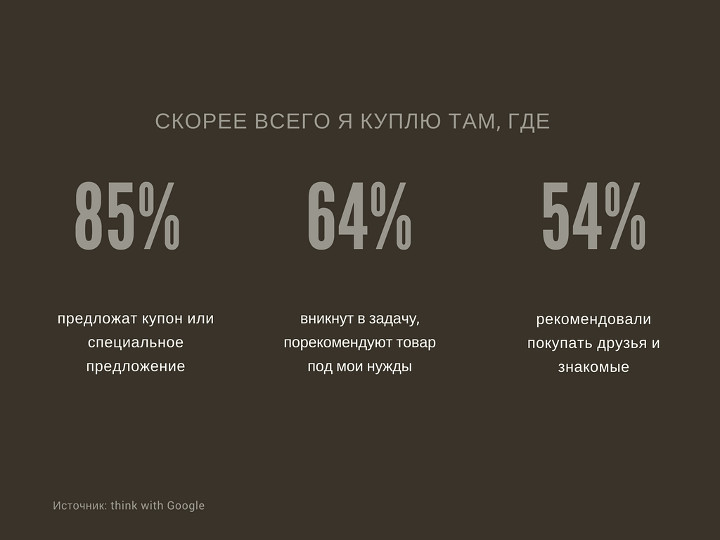 СКОРЕЕ ВСЕГО Я КУПЛЮ ТАМ, ГДЕ
85%
предложат купон или
специальное
предложение
64%
вникнут в задачу,
порекомендуют товар
под мои нужды
54%
рекомендовали
покупать друзья и
знакомые
Источник: think with Google